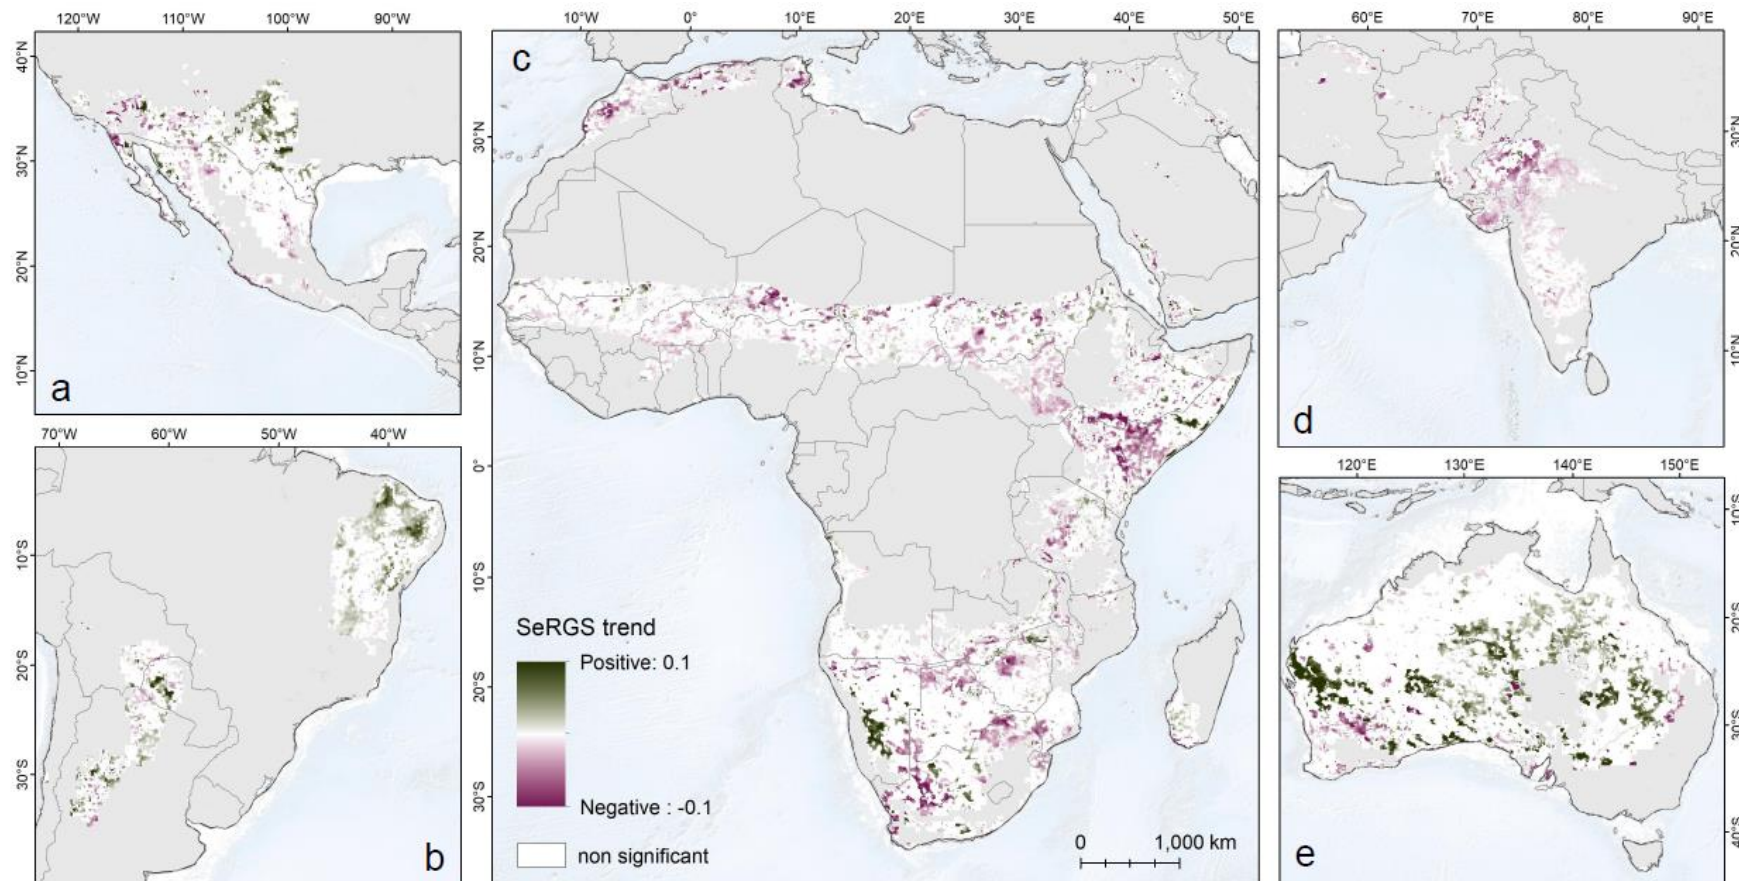 120°W 110°W 100°W 90°W
40°N
30°N
20°N
10°N
a
70°W 60°W 50°W 40°W
10°S
20°S
30°S
b
10°W 0° 10°E 20°E 30°E 40°E 50°E
c
30°N
20°N
10°N
0°
10°S
20°S
30°S
SeRGS trend
Positive: 0.1
Negative : -0.1
non significant
0 1,000 km
60°E 70°E 80°E 90°E
30°N
20°N
10°N
d
120°E 130°E 140°E 150°E
10°S
20°S
30°S
40°S
e